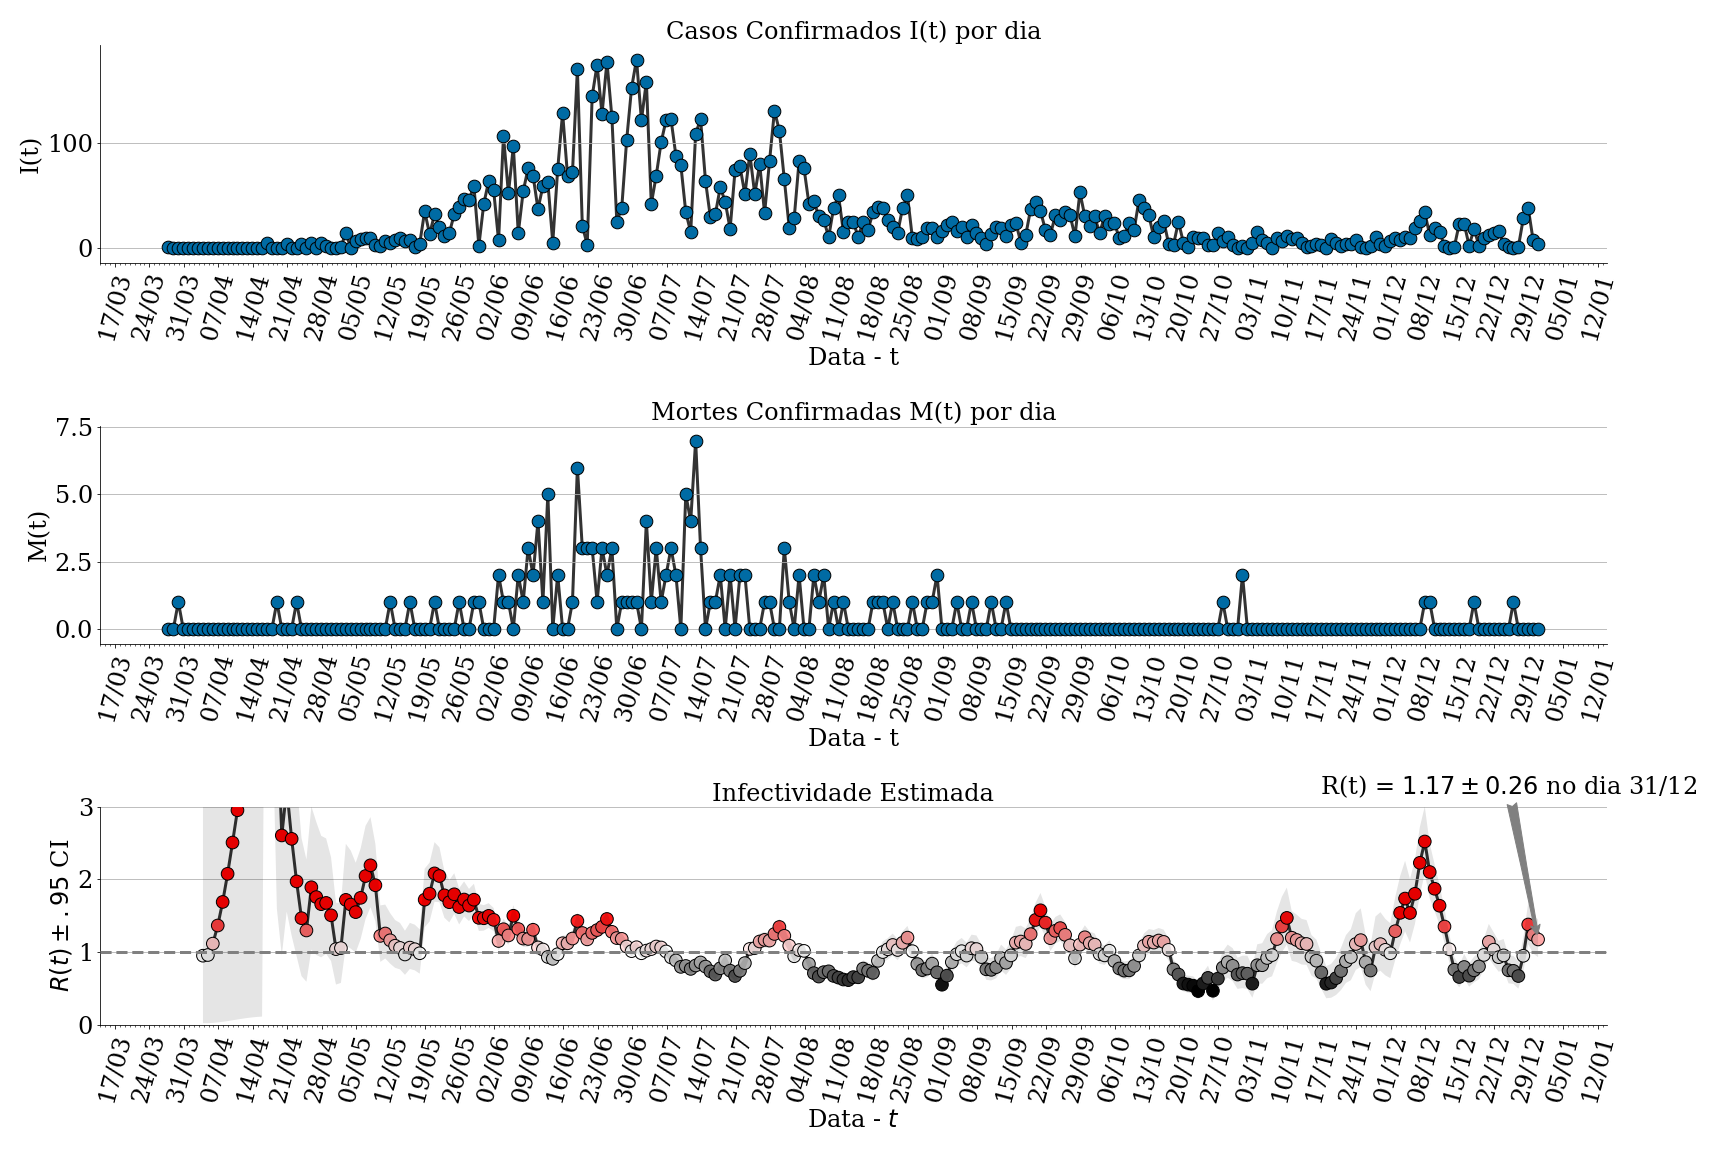 Casos Confirmados I(t) por dia
I(t)
100
0
17/03 24/03 31/03 07/04 14/04 21/04 28/04 05/05 12/05 19/05 26/05 02/06 09/06 16/06 23/06 30/06 07/07 14/07 21/07 28/07 04/08 11/08 18/08 25/08 01/09 08/09 15/09 22/09 29/09 06/10 13/10 20/10 27/10 03/11 10/11 17/11 24/11 01/12 08/12 15/12 22/12 29/12 05/01 12/01
Data - t
Mortes Confirmadas M(t) por dia
M(t)
7.5
5.0
2.5
0.0
17/03 24/03 31/03 07/04 14/04 21/04 28/04 05/05 12/05 19/05 26/05 02/06 09/06 16/06 23/06 30/06 07/07 14/07 21/07 28/07 04/08 11/08 18/08 25/08 01/09 08/09 15/09 22/09 29/09 06/10 13/10 20/10 27/10 03/11 10/11 17/11 24/11 01/12 08/12 15/12 22/12 29/12 05/01 12/01
Data - t
R(t) = 1.17 ± 0.26 no dia 31/12
Infectividade Estimada
R(t) ± .95 CI
3
2
1
0
17/03 24/03 31/03 07/04 14/04 21/04 28/04 05/05 12/05 19/05 26/05 02/06 09/06 16/06 23/06 30/06 07/07 14/07 21/07 28/07 04/08 11/08 18/08 25/08 01/09 08/09 15/09 22/09 29/09 06/10 13/10 20/10 27/10 03/11 10/11 17/11 24/11 01/12 08/12 15/12 22/12 29/12 05/01 12/01
Data - t